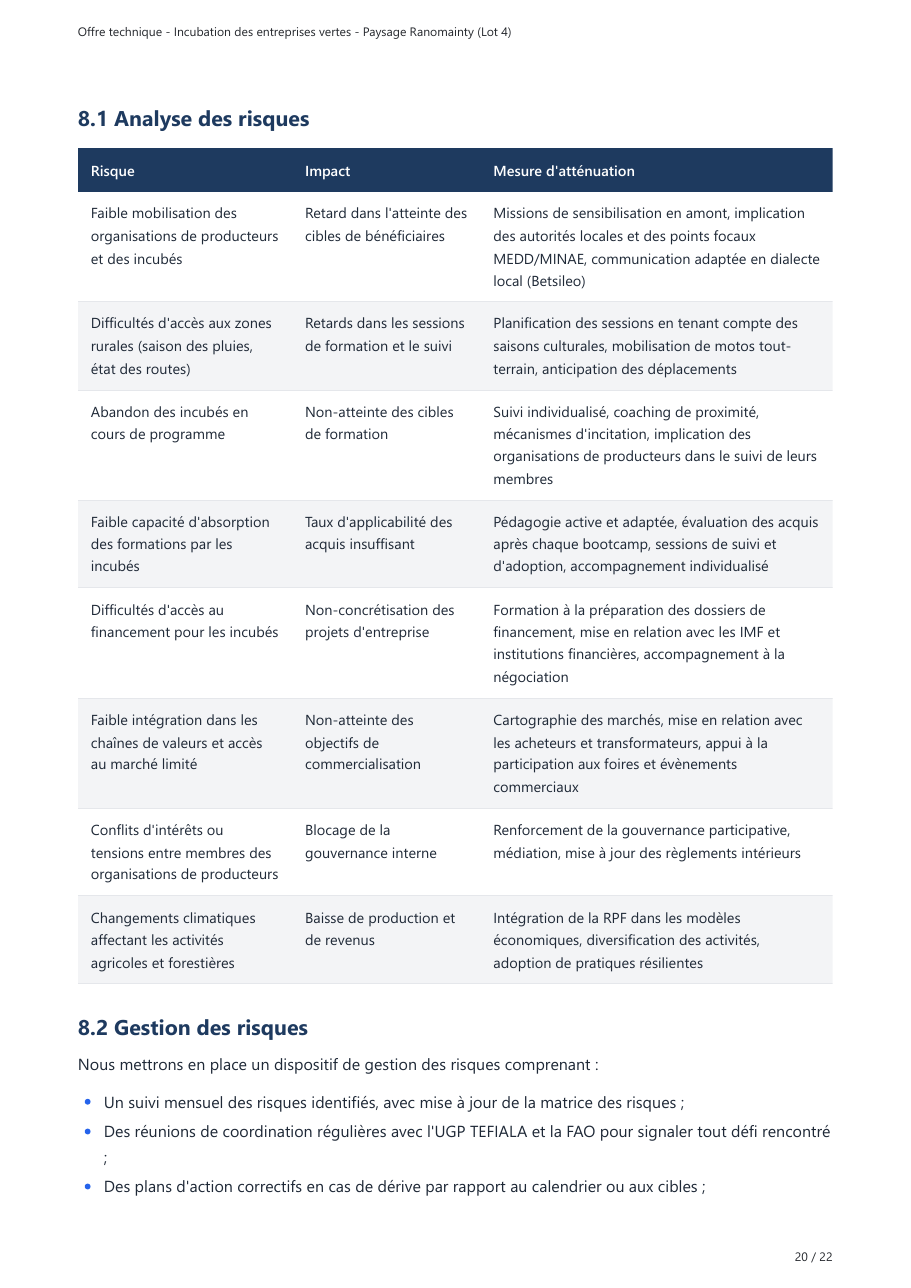 Offre technique - Incubation des entreprises vertes - Paysage Ranomainty (Lot 4)
8.1 Analyse des risques
Risque
Impact
Mesure d'atténuation
Faible mobilisation des
organisations de producteurs
et des incubés
Retard dans l'atteinte des
cibles de bénéficiaires
Missions de sensibilisation en amont, implication
des autorités locales et des points focaux
MEDD/MINAE, communication adaptée en dialecte
local (Betsileo)
Difficultés d'accès aux zones
rurales (saison des pluies,
état des routes)
Retards dans les sessions
de formation et le suivi
Planification des sessions en tenant compte des
saisons culturales, mobilisation de motos tout-
terrain, anticipation des déplacements
Abandon des incubés en
cours de programme
Non-atteinte des cibles
de formation
Suivi individualisé, coaching de proximité,
mécanismes d'incitation, implication des
organisations de producteurs dans le suivi de leurs
membres
Faible capacité d'absorption
des formations par les
incubés
Taux d'applicabilité des
acquis insuffisant
Pédagogie active et adaptée, évaluation des acquis
après chaque bootcamp, sessions de suivi et
d'adoption, accompagnement individualisé
Difficultés d'accès au
financement pour les incubés
Non-concrétisation des
projets d'entreprise
Formation à la préparation des dossiers de
financement, mise en relation avec les IMF et
institutions financières, accompagnement à la
négociation
Faible intégration dans les
chaînes de valeurs et accès
au marché limité
Non-atteinte des
objectifs de
commercialisation
Cartographie des marchés, mise en relation avec
les acheteurs et transformateurs, appui à la
participation aux foires et évènements
commerciaux
Conflits d'intérêts ou
tensions entre membres des
organisations de producteurs
Blocage de la
gouvernance interne
Renforcement de la gouvernance participative,
médiation, mise à jour des règlements intérieurs
Changements climatiques
affectant les activités
agricoles et forestières
Baisse de production et
de revenus
Intégration de la RPF dans les modèles
économiques, diversification des activités,
adoption de pratiques résilientes
8.2 Gestion des risques
Nous mettrons en place un dispositif de gestion des risques comprenant :
• Un suivi mensuel des risques identifiés, avec mise à jour de la matrice des risques ;
• Des réunions de coordination régulières avec l'UGP TEFIALA et la FAO pour signaler tout défi rencontré
;
• Des plans d'action correctifs en cas de dérive par rapport au calendrier ou aux cibles ;
20 / 22